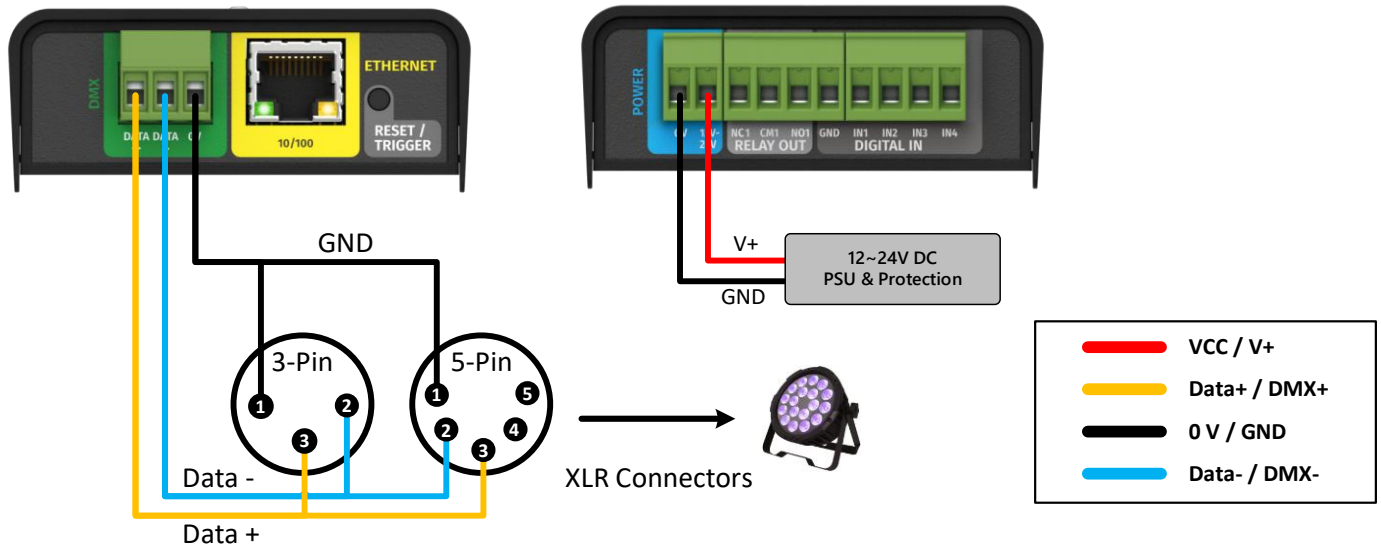 DMX
DATA DATA 0V
ETHERNET
10/100
RESET /
TRIGGER
POWER
0V
NC1 CM1 NO1 GND IN1 IN2 IN3 IN4
RELAY OUT
DIGITAL IN
GND
V+
12~24V DC
PSU & Protection
GND
3-Pin
1
2
3
5-Pin
1
2
3
4
5
XLR Connectors
Data -
Data +
VCC / V+
Data+ / DMX+
0 V / GND
Data- / DMX-